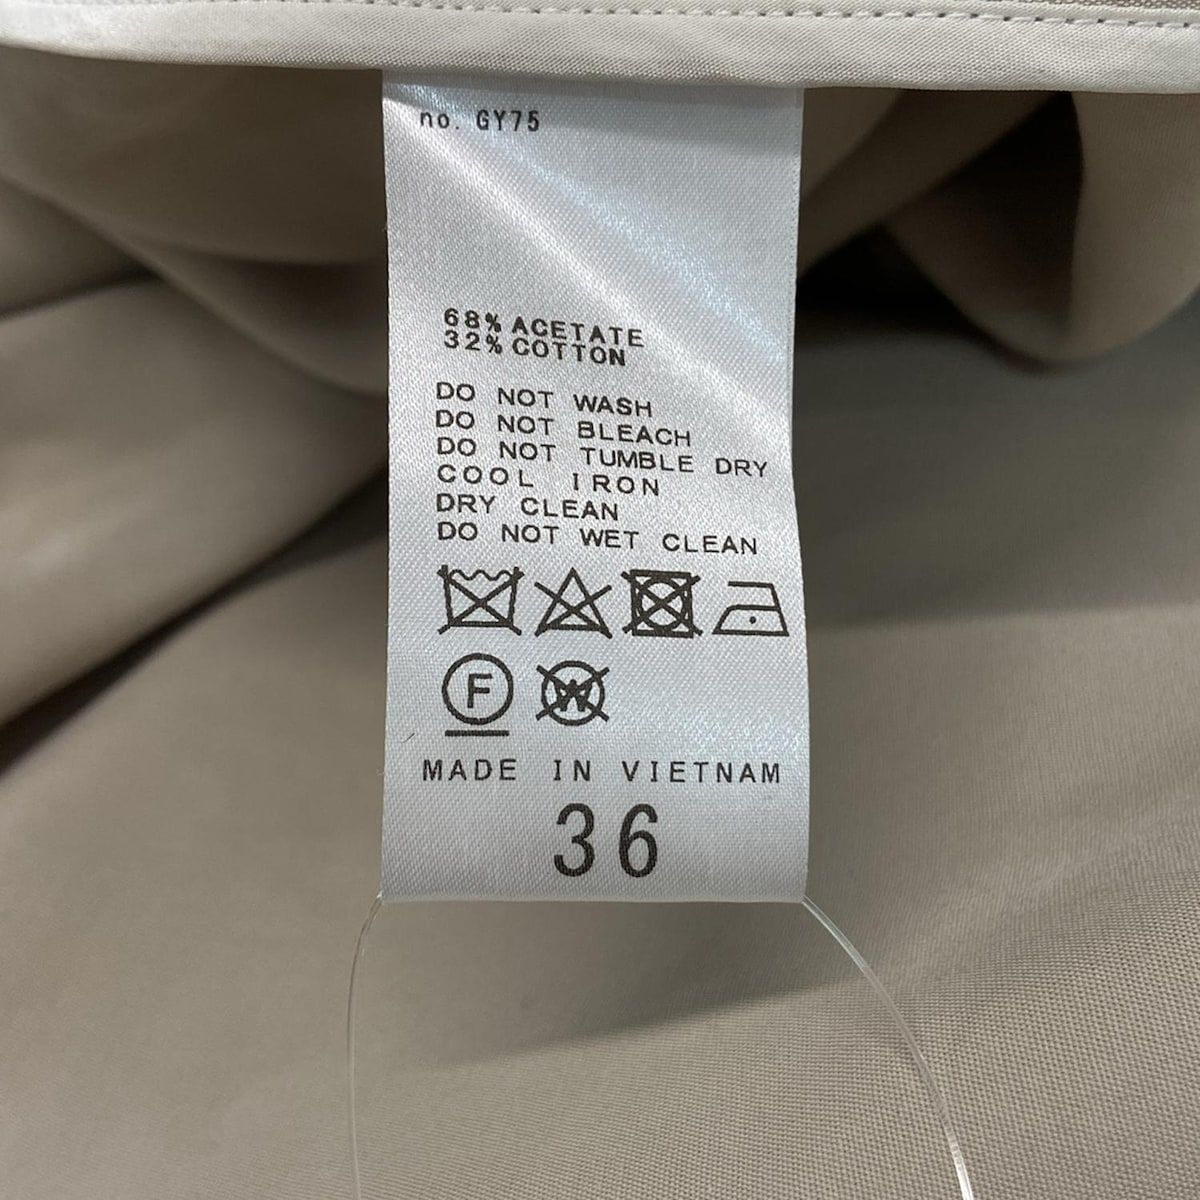 no. GY75
68% ACETATE
32% COTTON
DO NOT WASH
DO NOT BLEACH
DO NOT TUMBLE DRY
COOL IRON
DRY CLEAN
DO NOT WET CLEAN
F W
MADE IN VIETNAM
36